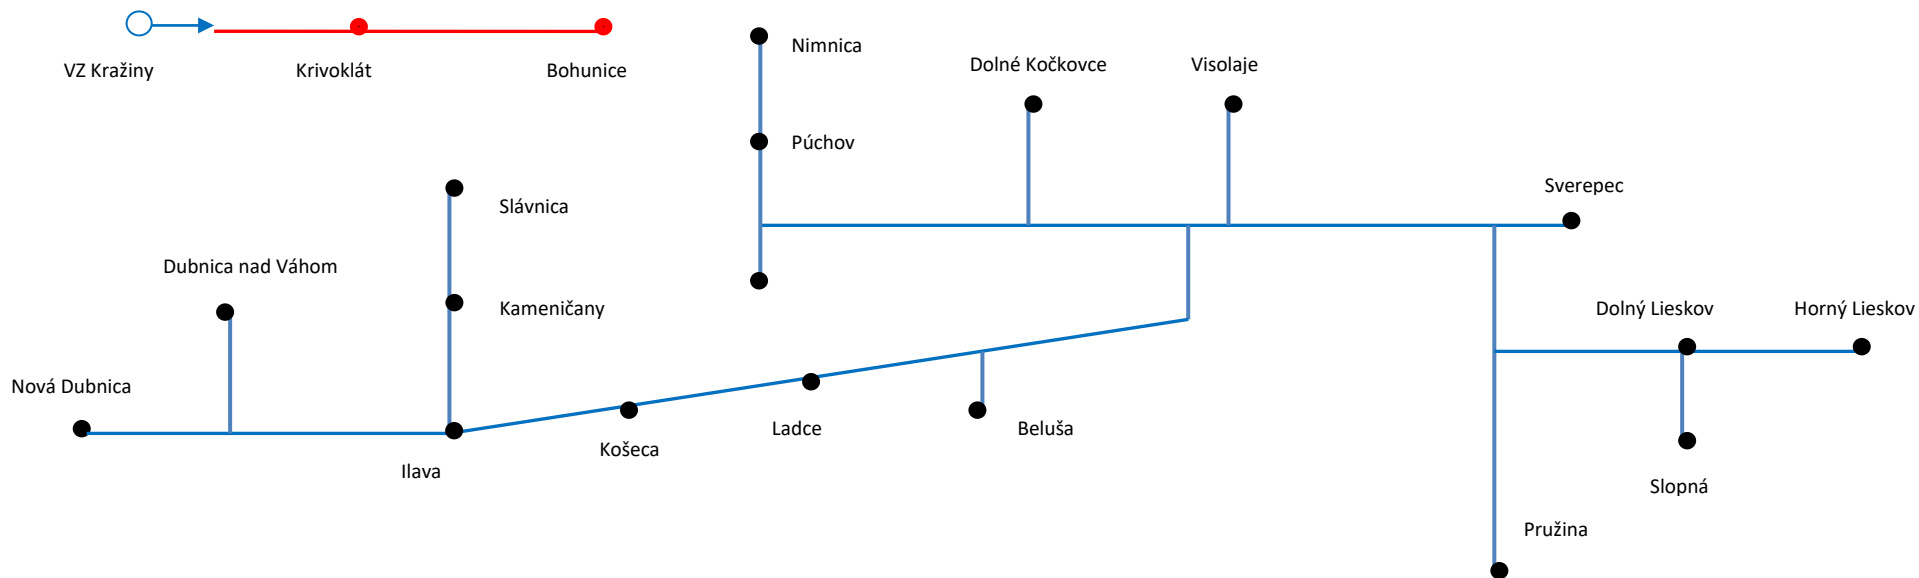 VZ Kražiny
Krivoklát
Bohunice
Nimnica
Dolné Kočkovce
Visolaje
Púchov
Sverepec
Slávnica
Dubnica nad Váhom
Kameničany
Dolný Lieskov
Horný Lieskov
Nová Dubnica
Ladce
Beluša
Košeca
Ilava
Slopná
Pružina